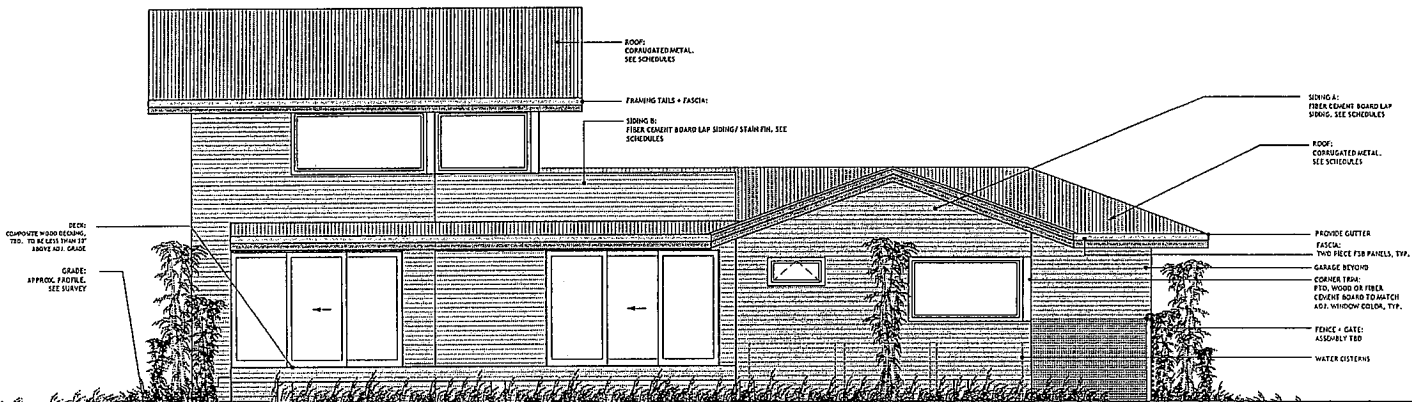 ROOF:
CORRUGATED METAL.
SEE SCHEDULES
FRAMING TAILS + FASCIA:
SIDING B:
FIBER CEMENT BOARD LAP SIDING/ STAIN FIN, SEE
SCHEDULES
SIDING A:
FIBER CEMENT BOARD LAP
SIDING, SEE SCHEDULES
ROOF:
CORRUGATED METAL.
SEE SCHEDULES
DECK:
COMPOSITE WOOD DECKING,
TBD. TO BE LESS THAN
ABOVE ADJ. GRADE
GRADE:
APPROX. PROFILE.
SEE SURVEY
PROVIDE GUTTER
FASCIA:
TWO PIECE PANELS, TYP.
GARAGE BEYOND
CORNER TRIM:
PTD, WOOD OR FIBER
CEMENT BOARD TO MATCH
ADJ. WINDOW COLOR, TYP.
FENCE + GATE:
ASSEMBLY TBD
WATER CISTERNS